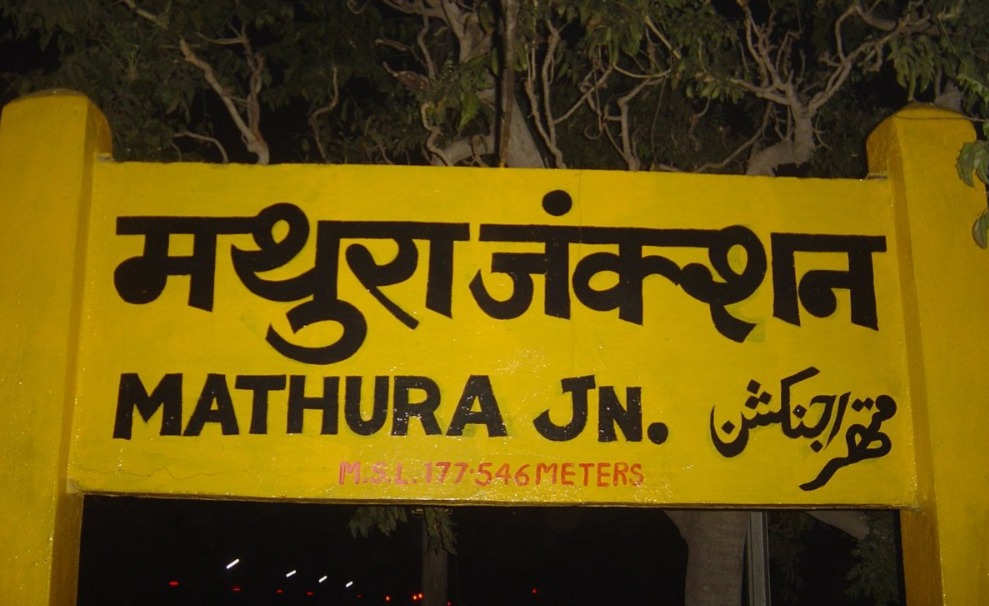 मथुरा जंक्शन
MATHURA JN.
متھرا جنکشن
M.S.L. 177·546 METERS